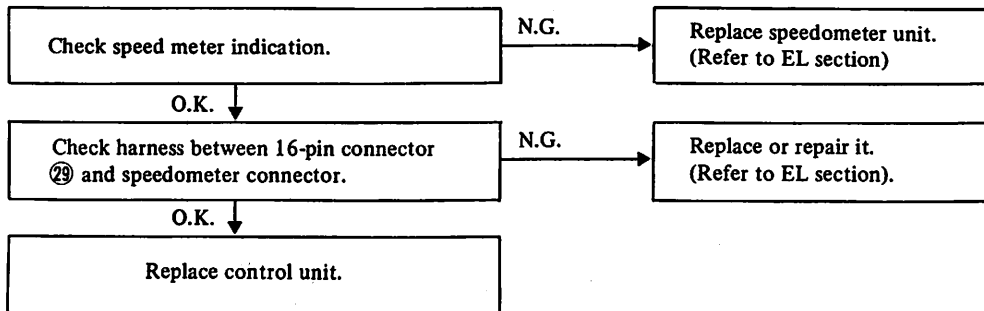 Check speed meter indication.
N.G.
Replace speedometer unit.
(Refer to EL section)
O.K.
Check harness between 16-pin connector
㉙ and speedometer connector.
N.G.
Replace or repair it.
(Refer to EL section).
O.K.
Replace control unit.